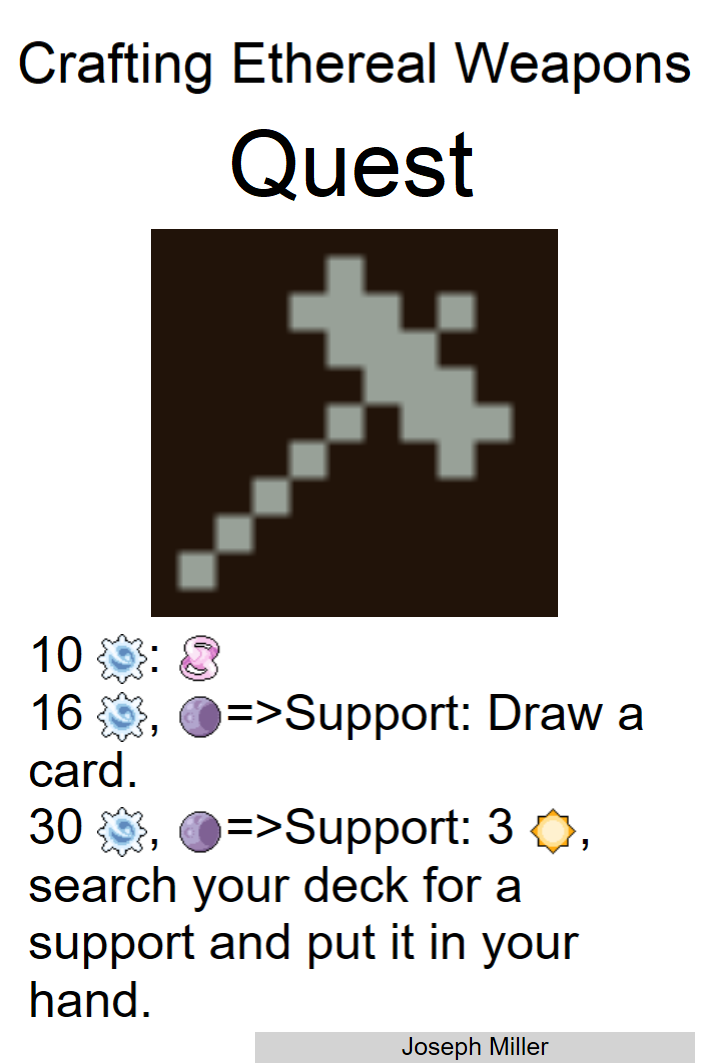 Crafting Ethereal Weapons
Quest
10 :
16 , =>Support: Draw a
card.
30 , =>Support: 3 ,
search your deck for a
support and put it in your
hand.
Joseph Miller